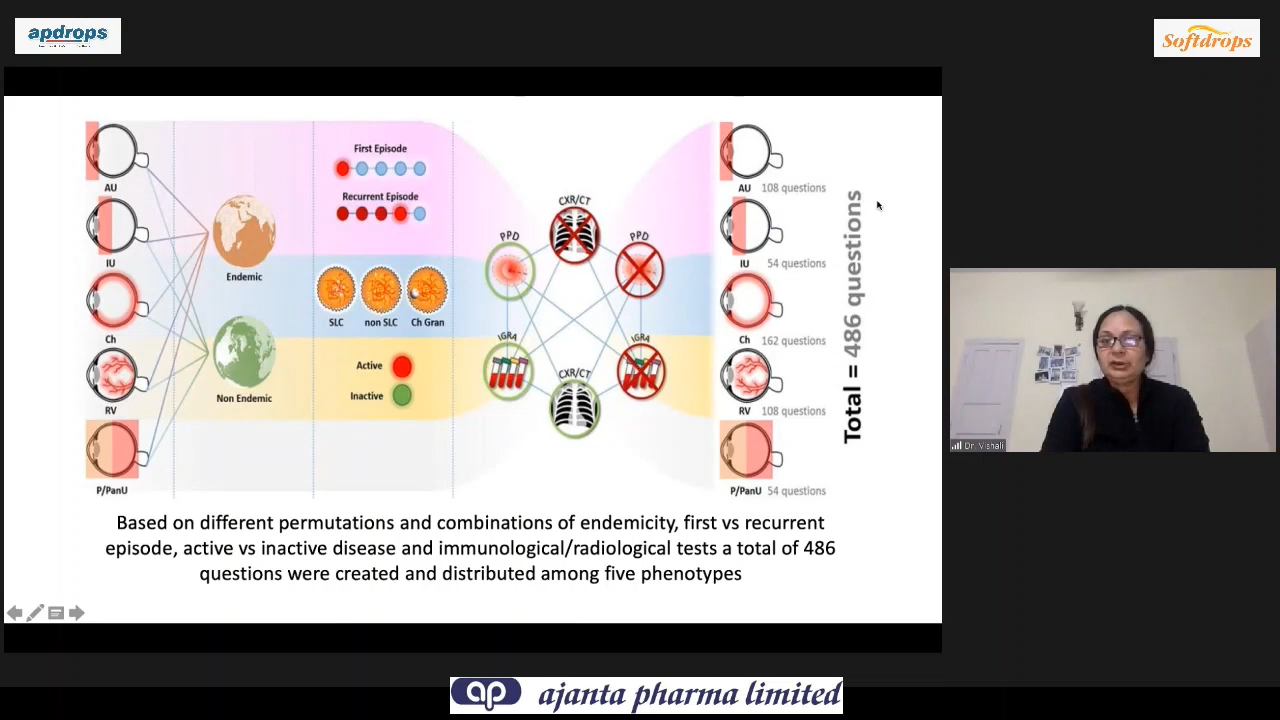 apdrops
Softdrops
AU
IU
Ch
RV
P/PanU
Endemic
Non Endemic
First Episode
Recurrent Episode
SLC
non SLC
Ch Gran
Active
Inactive
CXR/CT
PPD
PPD
IGRA
IGRA
CXR/CT
AU 108 questions
IU 54 questions
Ch 162 questions
RV 108 questions
P/PanU 54 questions
Total = 486 questions
Based on different permutations and combinations of endemicity, first vs recurrent
episode, active vs inactive disease and immunological/radiological tests a total of 486
questions were created and distributed among five phenotypes
Dr. Vishali
ap ajanta pharma limited